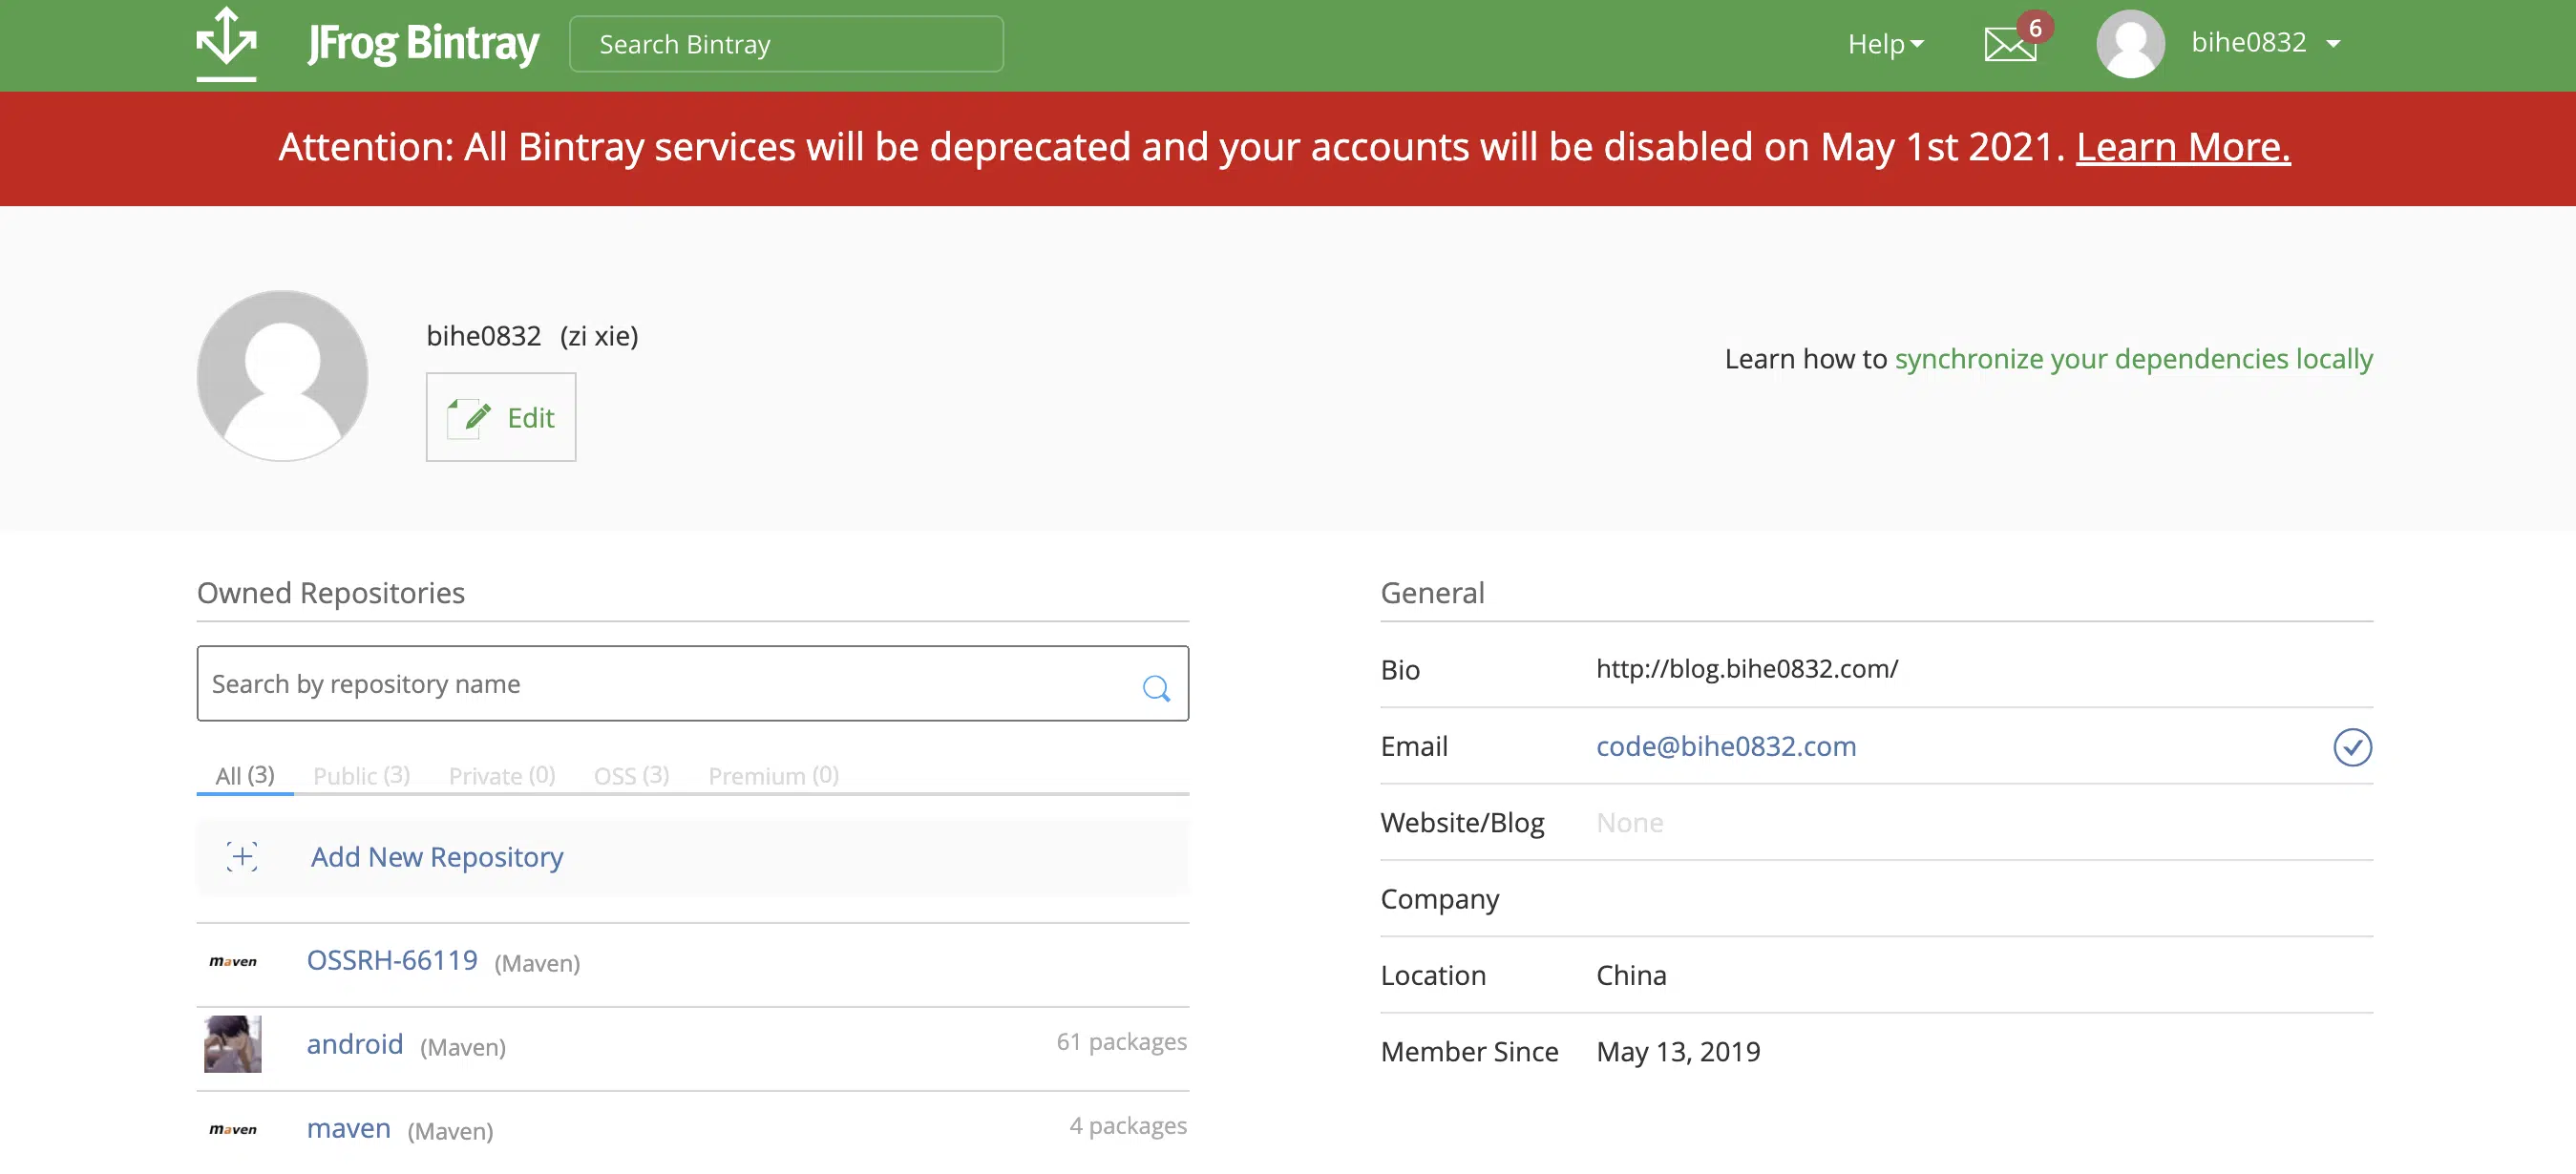 JFrog Bintray
Search Bintray
Help
6
bihe0832
Attention: All Bintray services will be deprecated and your accounts will be disabled on May 1st 2021. Learn More.
bihe0832 (zi xie)
Edit
Learn how to synchronize your dependencies locally
Owned Repositories
Search by repository name
All (3) Public (3) Private (0) OSS (3) Premium (0)
Add New Repository
maven OSSRH-66119 (Maven)
android (Maven) 61 packages
maven maven (Maven) 4 packages
General
Bio http://blog.bihe0832.com/
Email code@bihe0832.com
Website/Blog None
Company
Location China
Member Since May 13, 2019